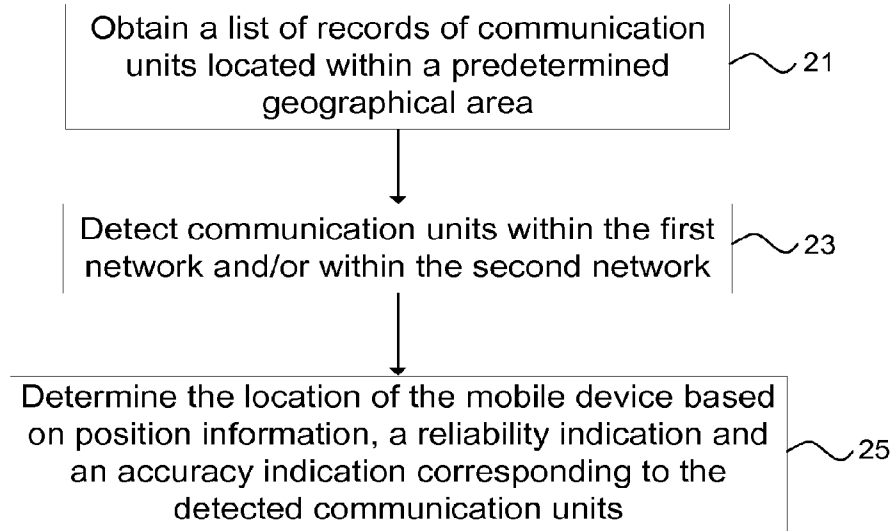 Obtain a list of records of communication
units located within a predetermined
geographical area
21
Detect communication units within the first
network and/or within the second network
23
Determine the location of the mobile device based
on position information, a reliability indication and
an accuracy indication corresponding to the
detected communication units
25